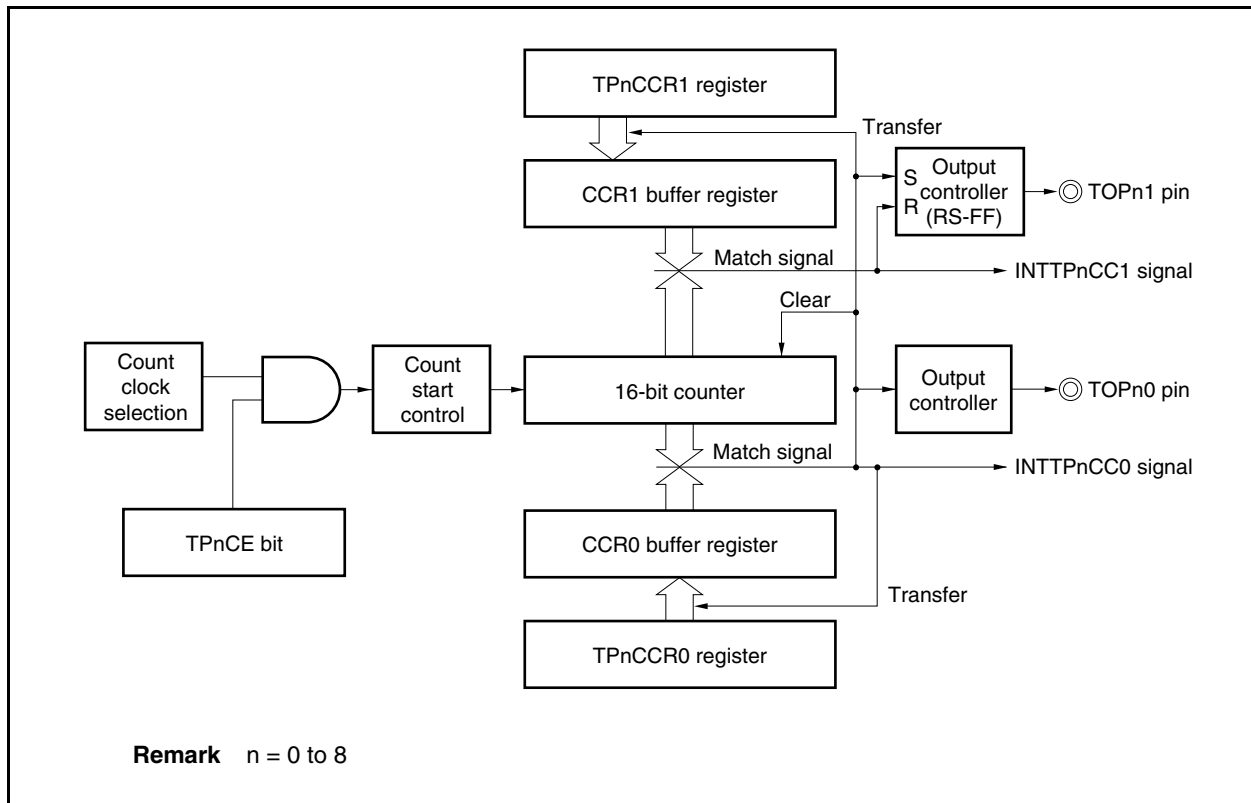 TPnCCR1 register
Transfer
CCR1 buffer register
S
R
Output
controller
(RS-FF)
TOPn1 pin
Match signal
INTTPnCC1 signal
Clear
Count
clock
selection
Count
start
control
16-bit counter
Output
controller
TOPn0 pin
Match signal
INTTPnCC0 signal
TPnCE bit
CCR0 buffer register
Transfer
TPnCCR0 register
Remark n = 0 to 8